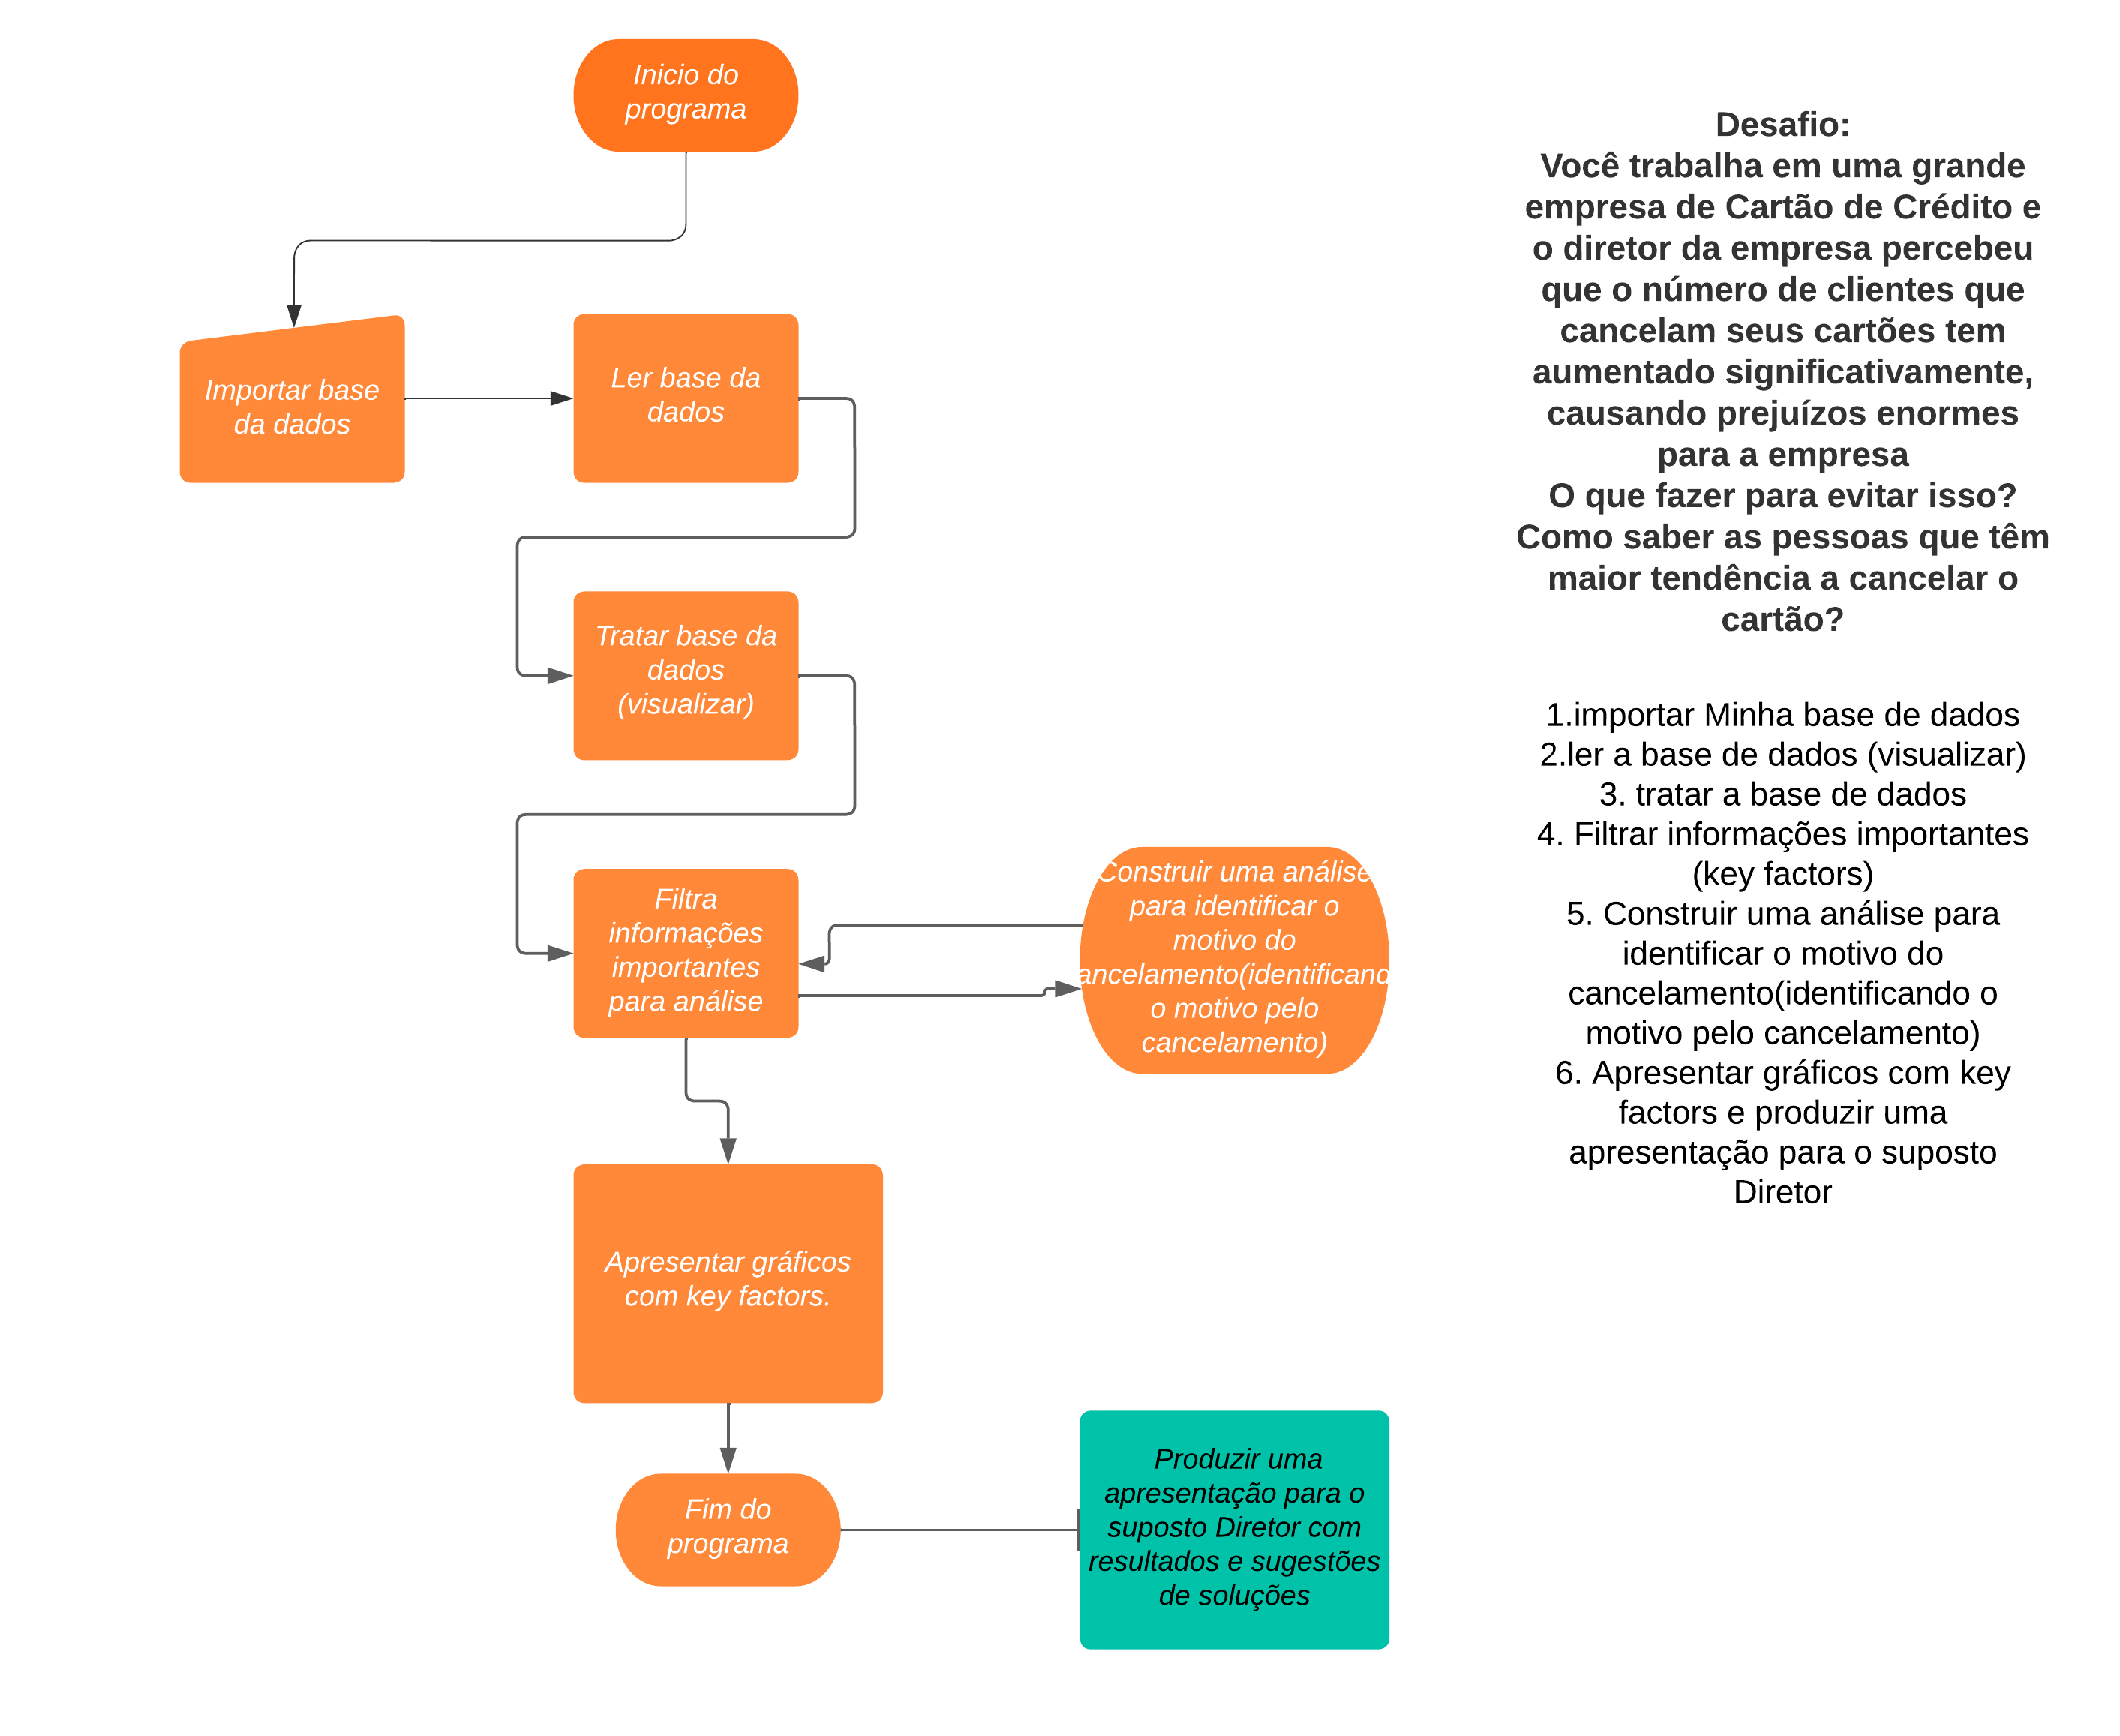 Inicio do
programa
Importar base
da dados
Ler base da
dados
Tratar base da
dados
(visualizar)
Filtra
informações
importantes
para análise
Construir uma análise
para identificar o
motivo do
ancelamento(identificand
o motivo pelo
cancelamento)
Apresentar gráficos
com key factors.
Fim do
programa
Produzir uma
apresentação para o
suposto Diretor com
resultados e sugestões
de soluções
Desafio:
Você trabalha em uma grande
empresa de Cartão de Crédito e
o diretor da empresa percebeu
que o número de clientes que
cancelam seus cartões tem
aumentado significativamente,
causando prejuízos enormes
para a empresa
O que fazer para evitar isso?
Como saber as pessoas que têm
maior tendência a cancelar o
cartão?
1.importar Minha base de dados
2.ler a base de dados (visualizar)
3. tratar a base de dados
4. Filtrar informações importantes
(key factors)
5. Construir uma análise para
identificar o motivo do
cancelamento(identificando o
motivo pelo cancelamento)
6. Apresentar gráficos com key
factors e produzir uma
apresentação para o suposto
Diretor